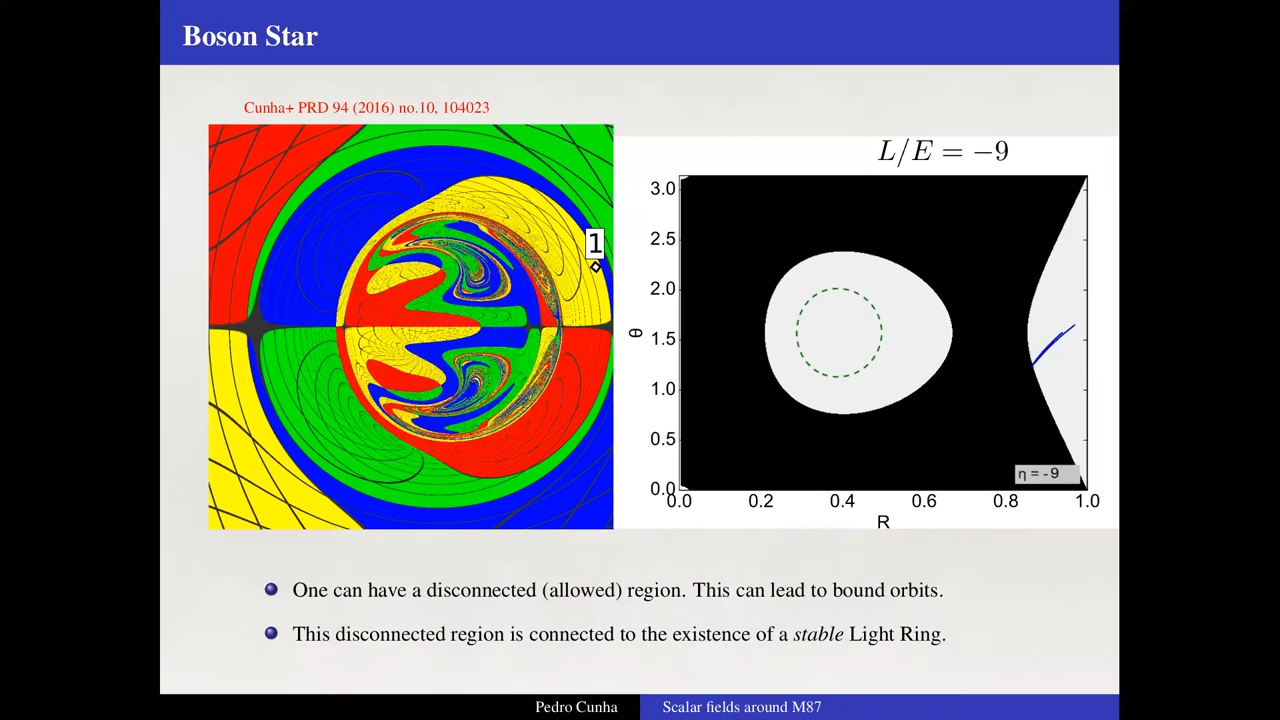 Boson Star
Cunha+ PRD 94 (2016) no.10, 104023
1
L/E = −9
3.0
2.5
2.0
1.5
1.0
0.5
0.0
θ
η = -9
0.0 0.2 0.4 0.6 0.8 1.0
R
One can have a disconnected (allowed) region. This can lead to bound orbits.
This disconnected region is connected to the existence of a stable Light Ring.
Pedro Cunha
Scalar fields around M87